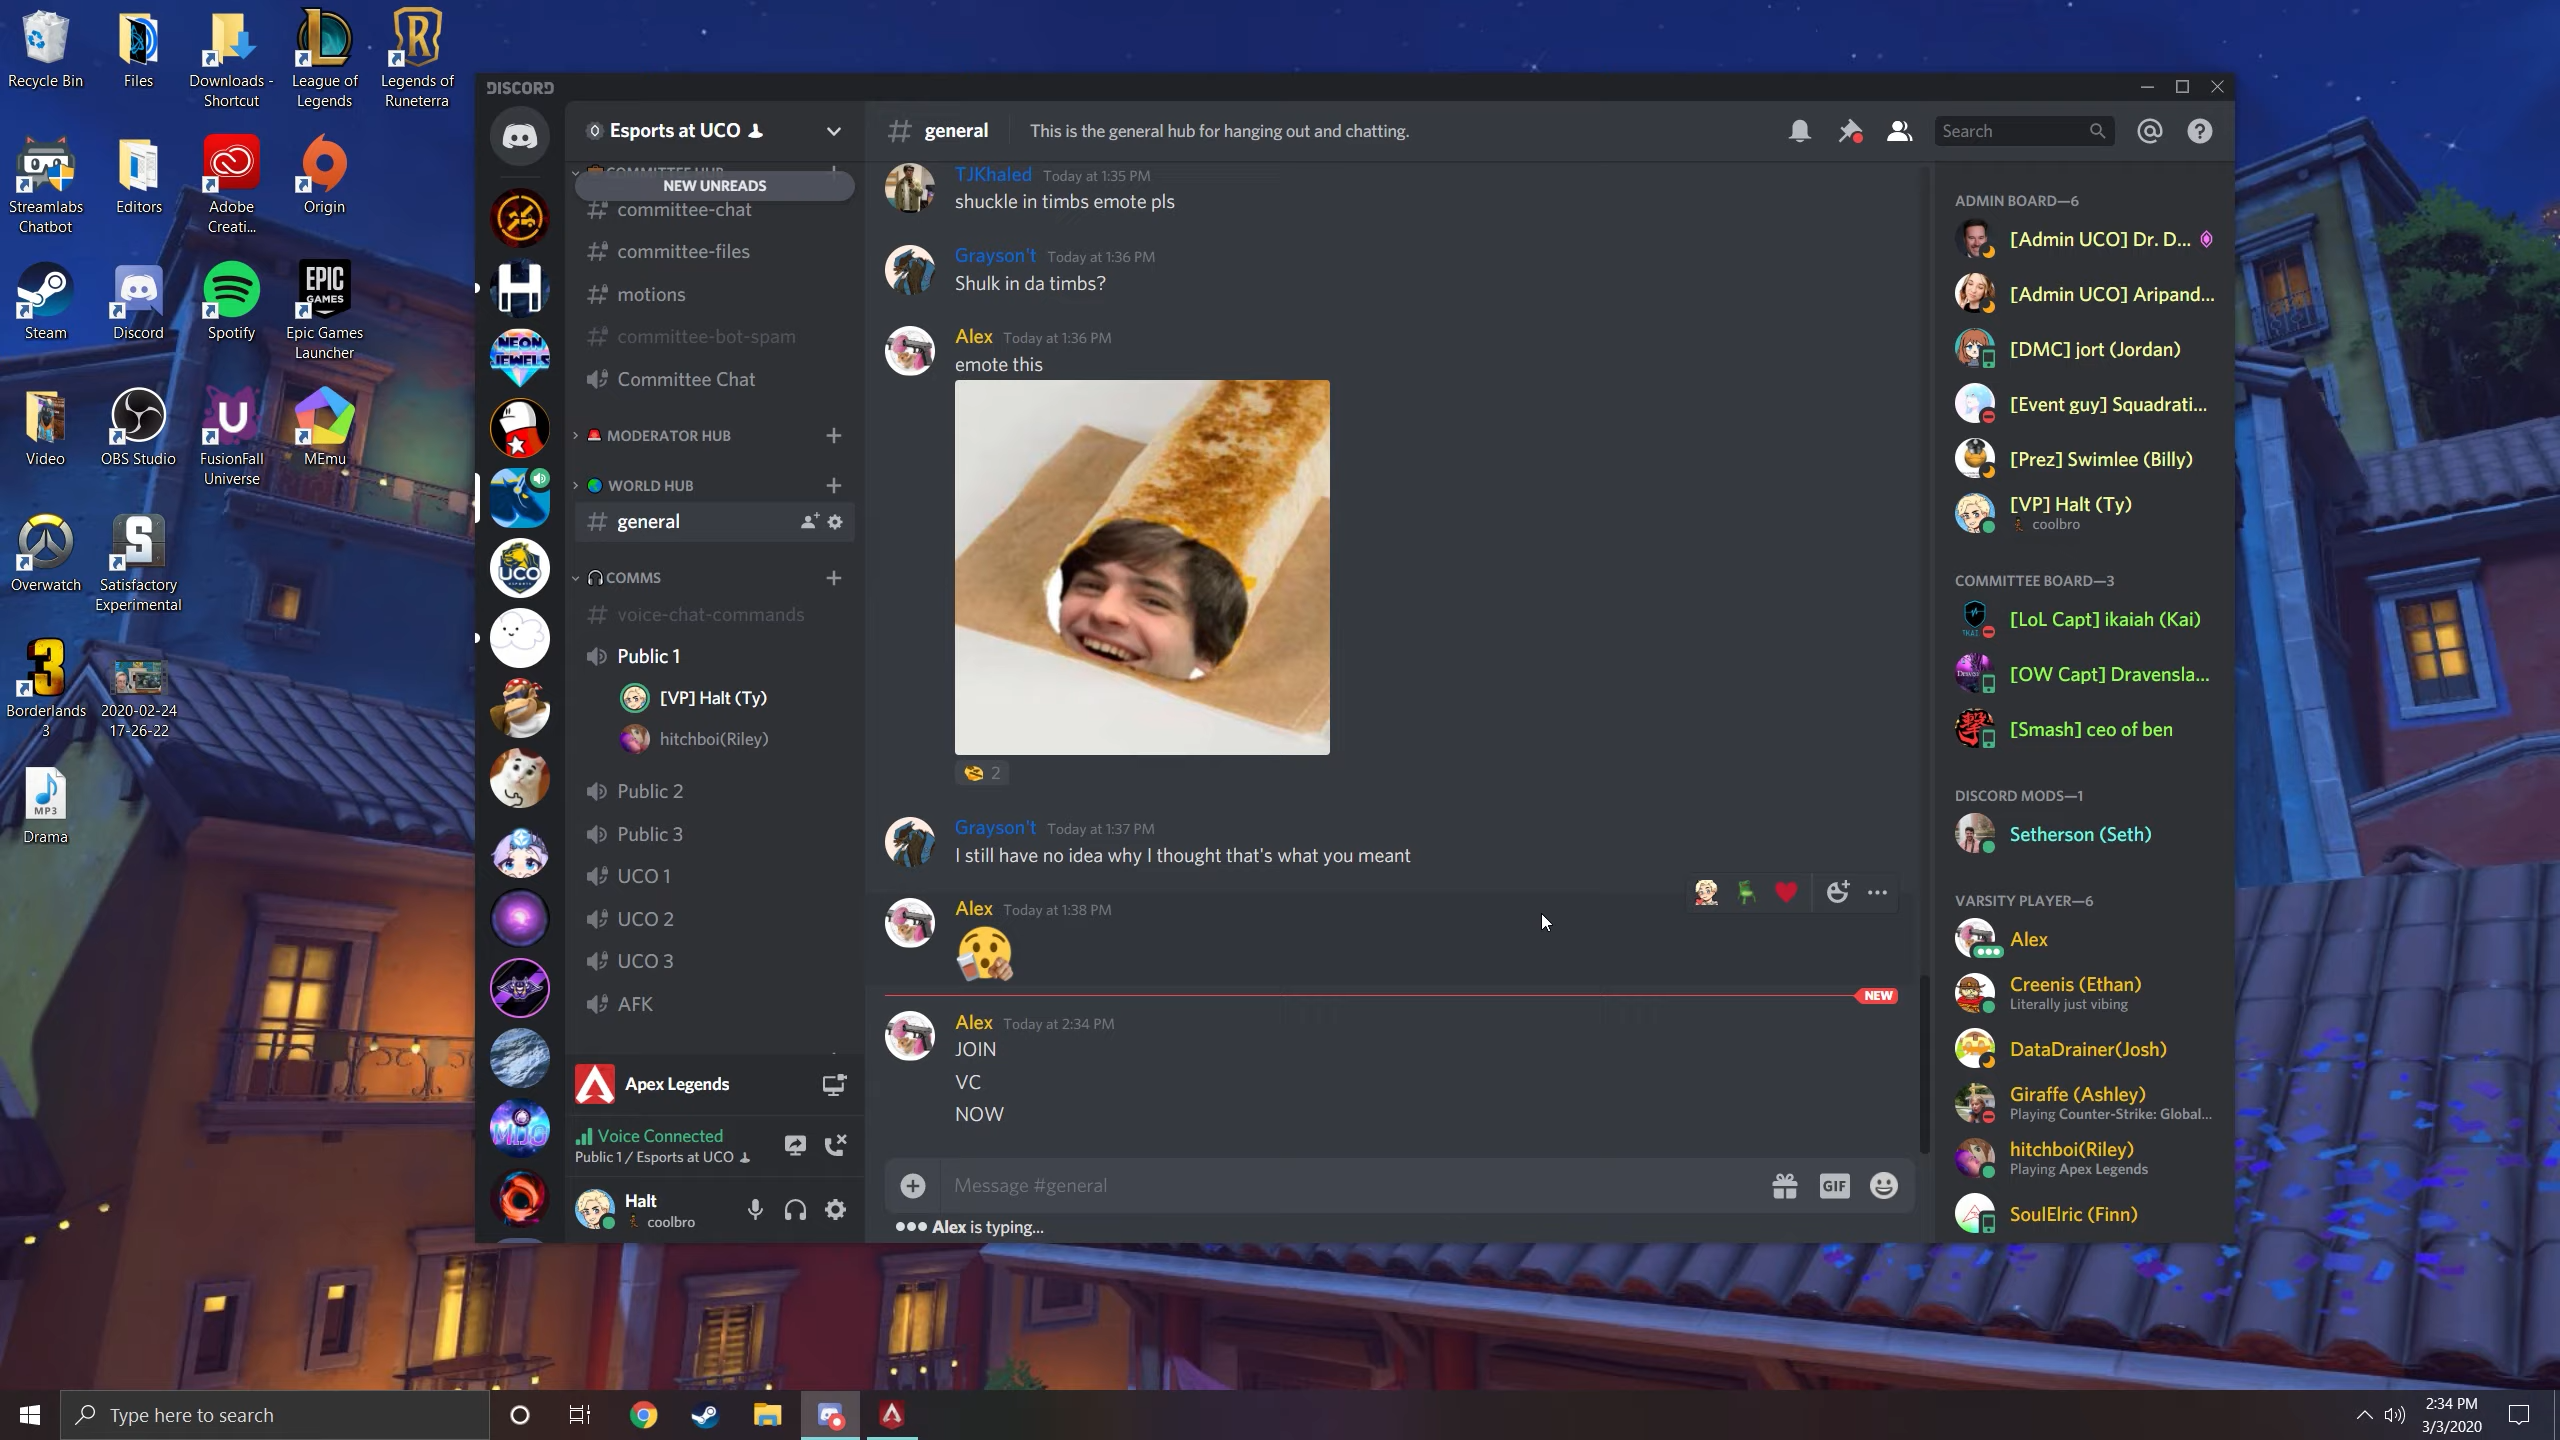 Recycle Bin
Files
Downloads -
Shortcut
League of
Legends
Legends of
Runeterra
Streamlabs
Chatbot
Editors
Adobe
Creati...
Origin
Steam
Discord
Spotify
EPIC
GAMES
Epic Games
Launcher
Video
OBS Studio
FusionFall
Universe
MEmu
Overwatch
Satisfactory
Experimental
Borderlands
3
2020-02-24
17-26-22
MP3
Drama
DISCORD
NEON
JEWELS
UCO
Esports at UCO
COMMITTEE HUB
NEW UNREADS
committee-chat
committee-files
motions
committee-bot-spam
Committee Chat
MODERATOR HUB
WORLD HUB
general
COMMS
voice-chat-commands
Public 1
[VP] Halt (Ty)
hitchboi(Riley)
Public 2
Public 3
UCO 1
UCO 2
UCO 3
AFK
Apex Legends
Voice Connected
Public 1 / Esports at UCO
Halt
coolbro
# general
This is the general hub for hanging out and chatting.
Search
TJKhaled Today at 1:35 PM
shuckle in timbs emote pls
Grayson't Today at 1:36 PM
Shulk in da timbs?
Alex Today at 1:36 PM
emote this
2
Grayson't Today at 1:37 PM
I still have no idea why I thought that's what you meant
Alex Today at 1:38 PM
NEW
Alex Today at 2:34 PM
JOIN
VC
NOW
Message #general
GIF
Alex is typing...
ADMIN BOARD—6
[Admin UCO] Dr. D...
[Admin UCO] Aripand...
[DMC] jort (Jordan)
[Event guy] Squadrati...
[Prez] Swimlee (Billy)
[VP] Halt (Ty)
coolbro
COMMITTEE BOARD—3
[LoL Capt] ikaiah (Kai)
[OW Capt] Dravensla...
[Smash] ceo of ben
DISCORD MODS—1
Setherson (Seth)
VARSITY PLAYER—6
Alex
Creenis (Ethan)
Literally just vibing
DataDrainer(Josh)
Giraffe (Ashley)
Playing Counter-Strike: Global...
hitchboi(Riley)
Playing Apex Legends
SoulElric (Finn)
Type here to search
2:34 PM
3/3/2020